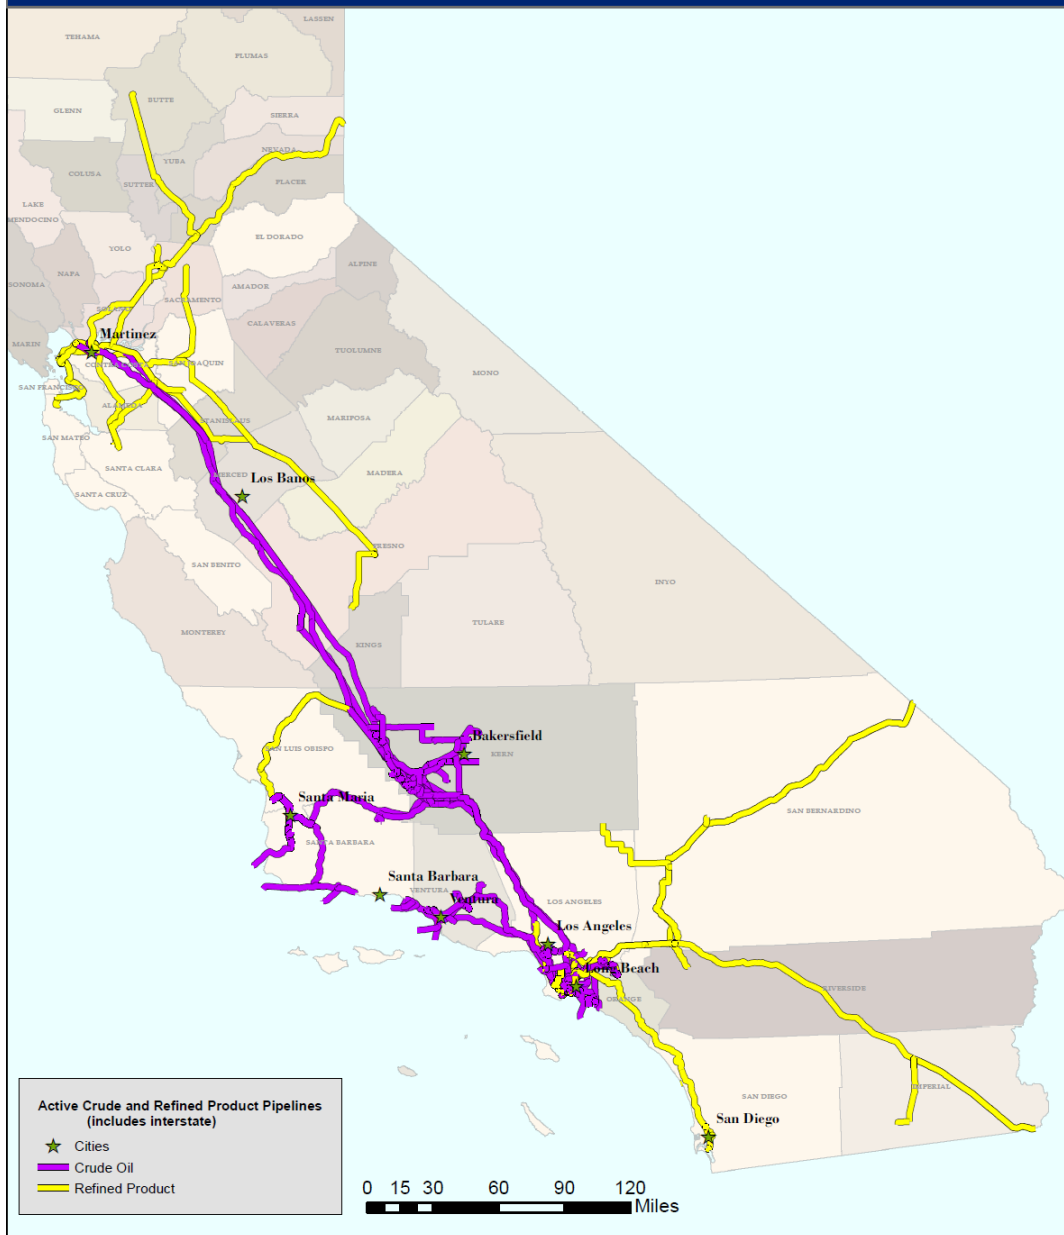 LASSEN
TEHAMA
PLUMAS
BUTTE
GLENN
SIERRA
NEVADA
YUBA
COLUSA
SUTTER
PLACER
LAKE
MENDOCINO
EL DORADO
YOLO
ALPINE
NAPA
SONOMA
AMADOR
SACRAMENTO
SOLANO
CALAVERAS
Martinez
MARIN
TUOLUMNE
CONTRA COSTA
SAN JOAQUIN
MONO
SAN FRANCISCO
ALAMEDA
MARIPOSA
STANISLAUS
SAN MATEO
SANTA CLARA
MADERA
MERCED
Los Banos
SANTA CRUZ
FRESNO
SAN BENITO
INYO
TULARE
MONTEREY
KINGS
Bakersfield
SAN LUIS OBISPO
KERN
Santa Maria
SAN BERNARDINO
SANTA BARBARA
Santa Barbara
VENTURA
Ventura
LOS ANGELES
Los Angeles
Long Beach
RIVERSIDE
ORANGE
IMPERIAL
SAN DIEGO
San Diego
Active Crude and Refined Product Pipelines
(includes interstate)
Cities
Crude Oil
Refined Product
0 15 30 60 90 120
Miles